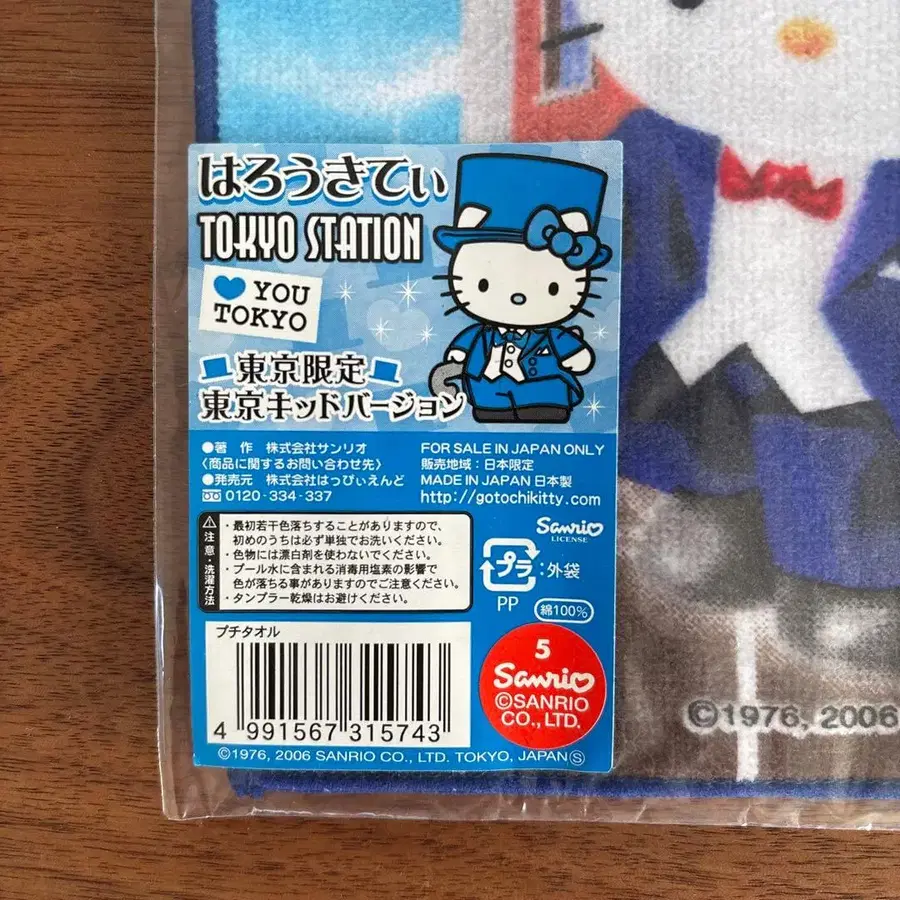 はろうきてぃ
TOKYO STATION
♥ YOU
TOKYO
東京限定
東京キッドバージョン
●著 作 株式会社サンリオ
〈商品に関するお問い合わせ先〉
●発売元 株式会社はっぴぃえんど
0120-334-337
FOR SALE IN JAPAN ONLY
販売地域:日本限定
MADE IN JAPAN 日本製
http://gotochikitty.com
注意・洗濯方法
・最初若干色落ちすることがありますので、
初めのうちは必ず単独でお洗いください。
・色物には漂白剤を使わないでください。
・プール水に含まれる消毒用塩素の影響で
色が落ちる事がありますのでご注意ください。
・タンブラー乾燥はお避けください。
Sanrio
LICENSE
プラ:外袋
PP
綿100%
プチタオル
4 991567 315743
5
Sanrio
©SANRIO
CO., LTD.
©1976, 2006 SANRIO CO., LTD. TOKYO, JAPAN Ⓢ
©1976, 2006